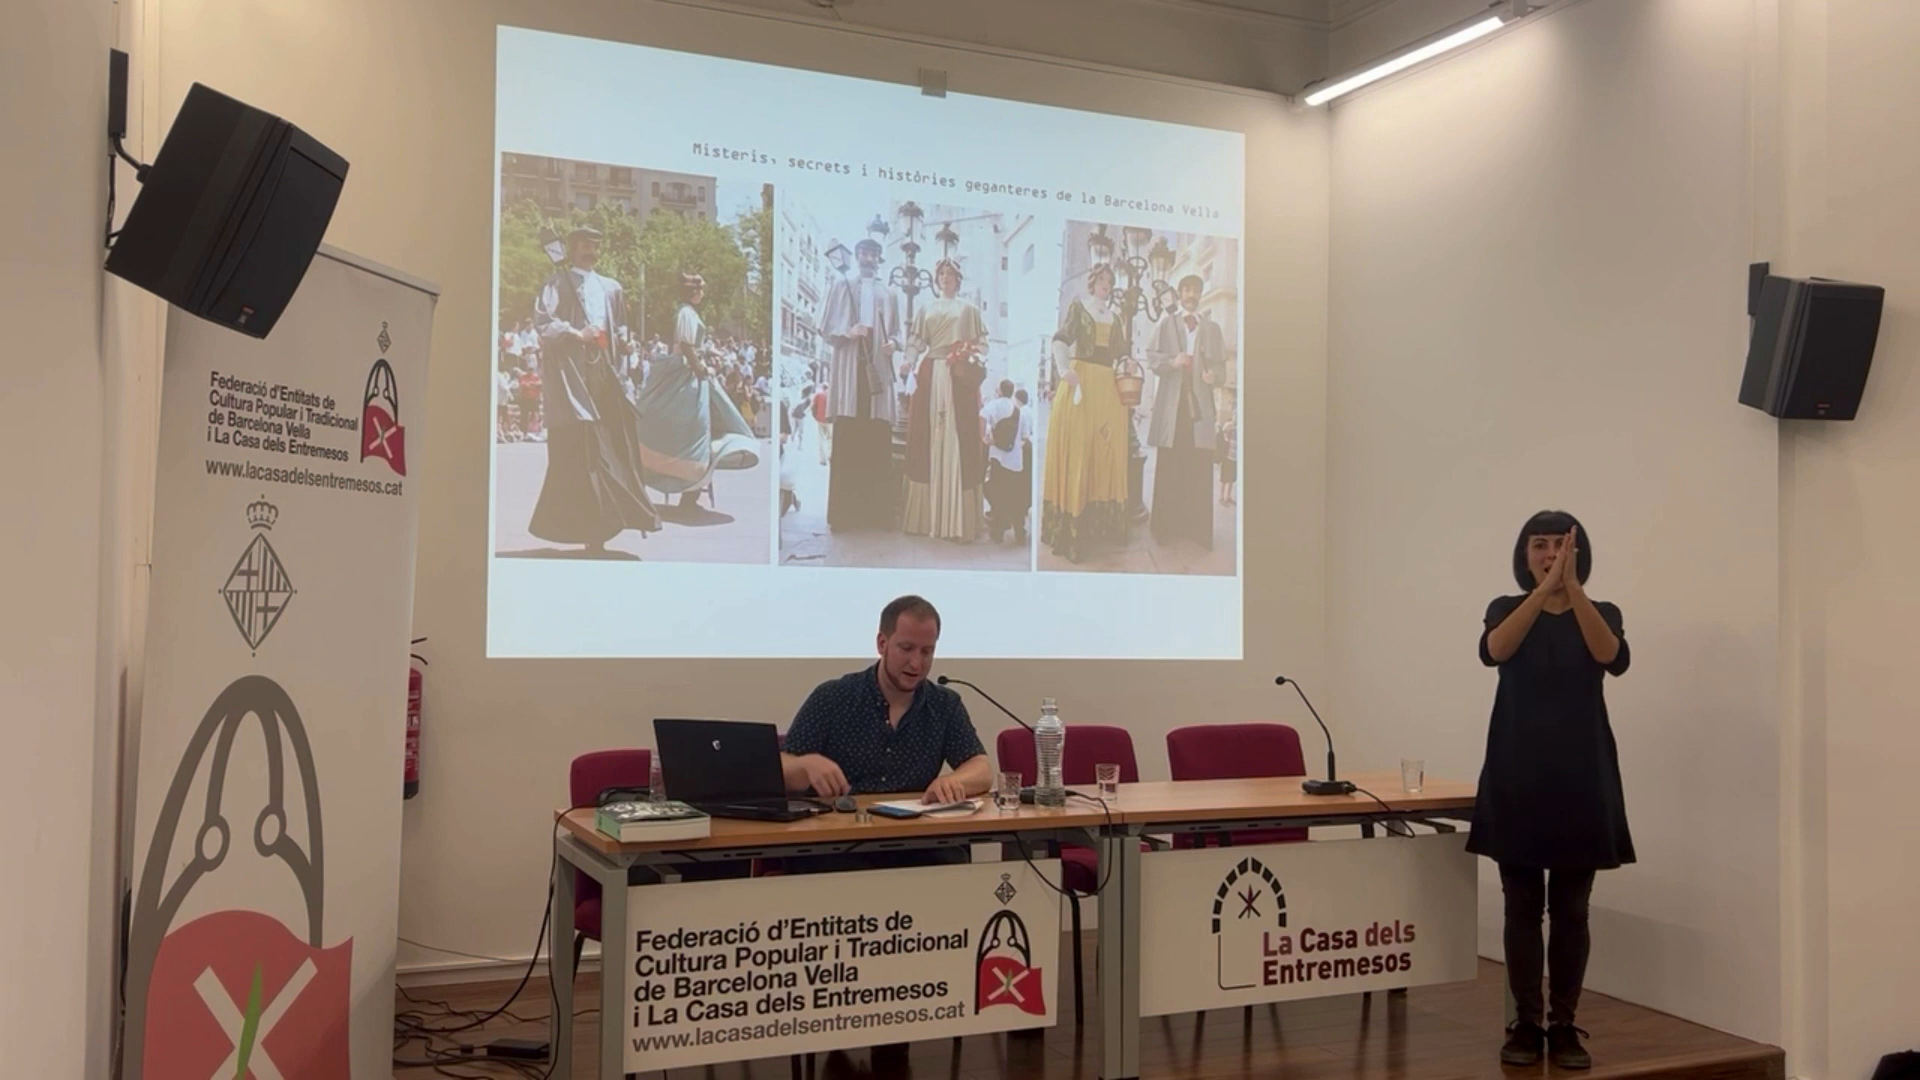 Misteris, secrets i històries geganteres de la Barcelona Vella
Federació d'Entitats de
Cultura Popular i Tradicional
de Barcelona Vella
i La Casa dels Entremesos
www.lacasadelsentremesos.cat
Federació d'Entitats de
Cultura Popular i Tradicional
de Barcelona Vella
i La Casa dels Entremesos
www.lacasadelsentremesos.cat
La Casa dels
Entremesos